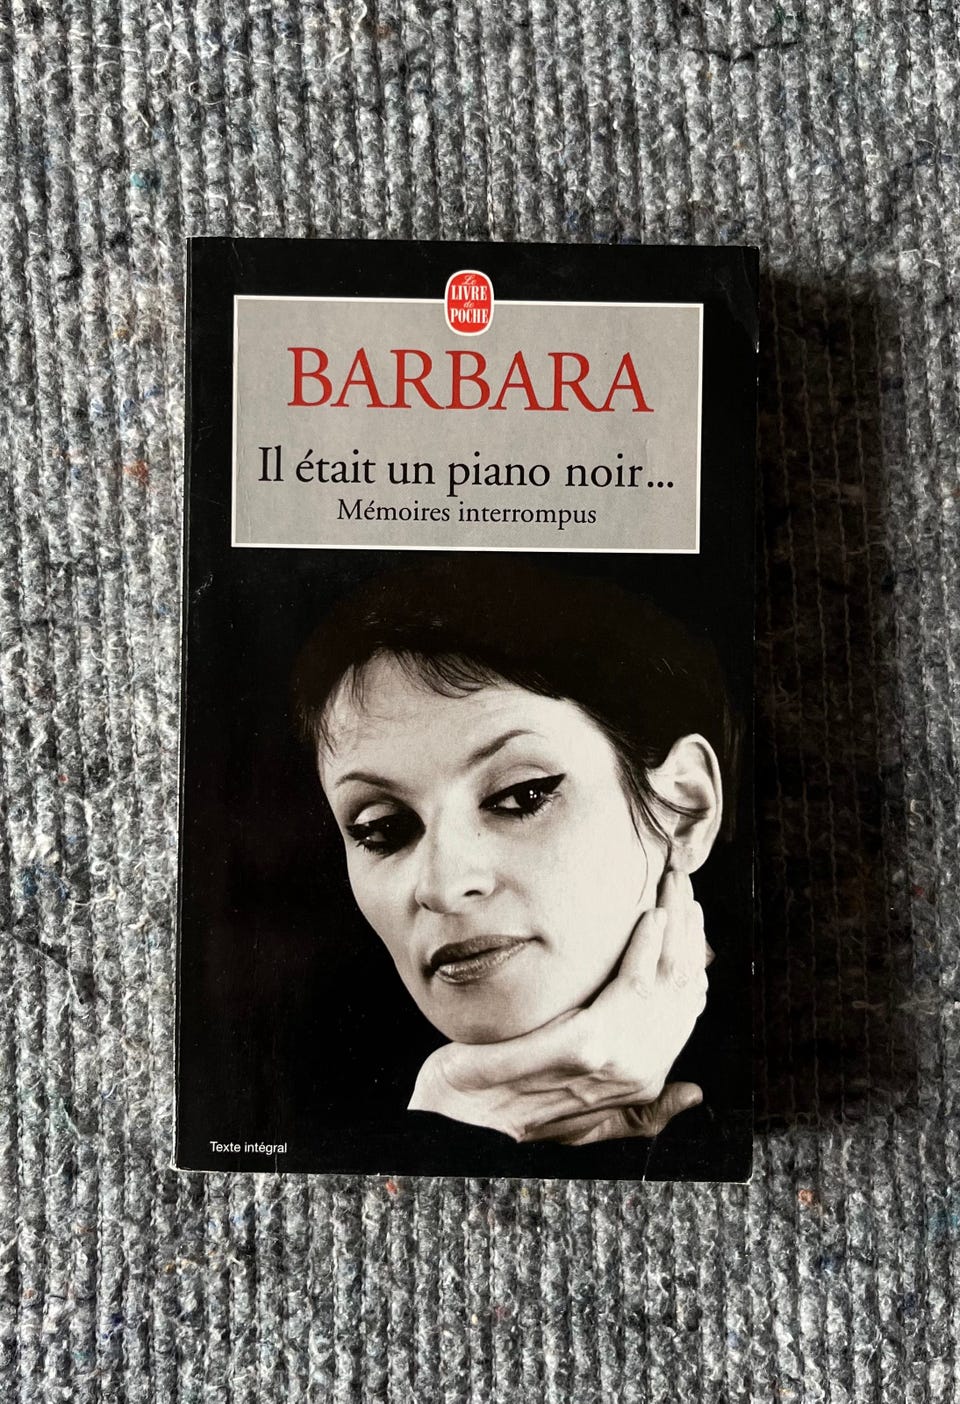 Le
LIVRE
de
POCHE
BARBARA
Il était un piano noir...
Mémoires interrompus
Texte intégral